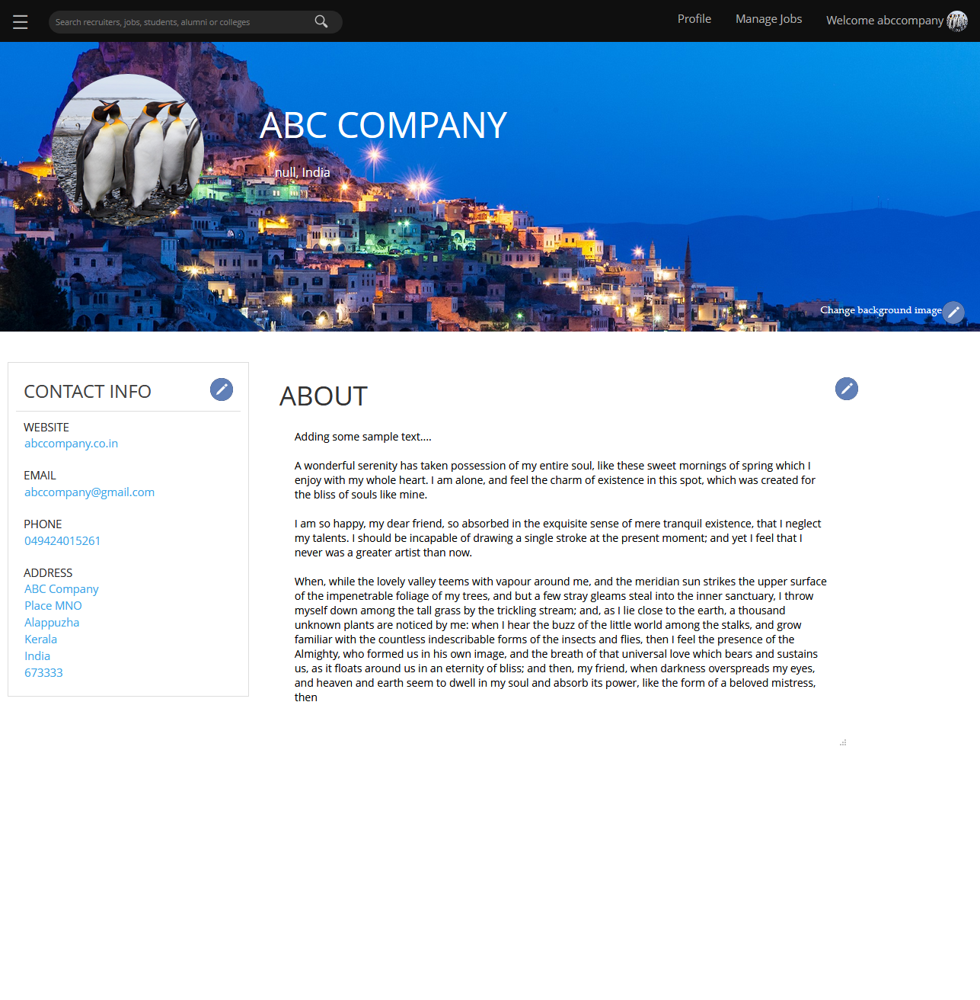 Search recruiters, jobs, students, alumni or colleges
Profile
Manage Jobs
Welcome abccompany
ABC COMPANY
null, India
Change background image
CONTACT INFO
WEBSITE
abccompany.co.in
EMAIL
abccompany@gmail.com
PHONE
049424015261
ADDRESS
ABC Company
Place MNO
Alappuzha
Kerala
India
673333
ABOUT
Adding some sample text....
A wonderful serenity has taken possession of my entire soul, like these sweet mornings of spring which I
enjoy with my whole heart. I am alone, and feel the charm of existence in this spot, which was created for
the bliss of souls like mine.
I am so happy, my dear friend, so absorbed in the exquisite sense of mere tranquil existence, that I neglect
my talents. I should be incapable of drawing a single stroke at the present moment; and yet I feel that I
never was a greater artist than now.
When, while the lovely valley teems with vapour around me, and the meridian sun strikes the upper surface
of the impenetrable foliage of my trees, and but a few stray gleams steal into the inner sanctuary, I throw
myself down among the tall grass by the trickling stream; and, as I lie close to the earth, a thousand
unknown plants are noticed by me: when I hear the buzz of the little world among the stalks, and grow
familiar with the countless indescribable forms of the insects and flies, then I feel the presence of the
Almighty, who formed us in his own image, and the breath of that universal love which bears and sustains
us, as it floats around us in an eternity of bliss; and then, my friend, when darkness overspreads my eyes,
and heaven and earth seem to dwell in my soul and absorb its power, like the form of a beloved mistress,
then